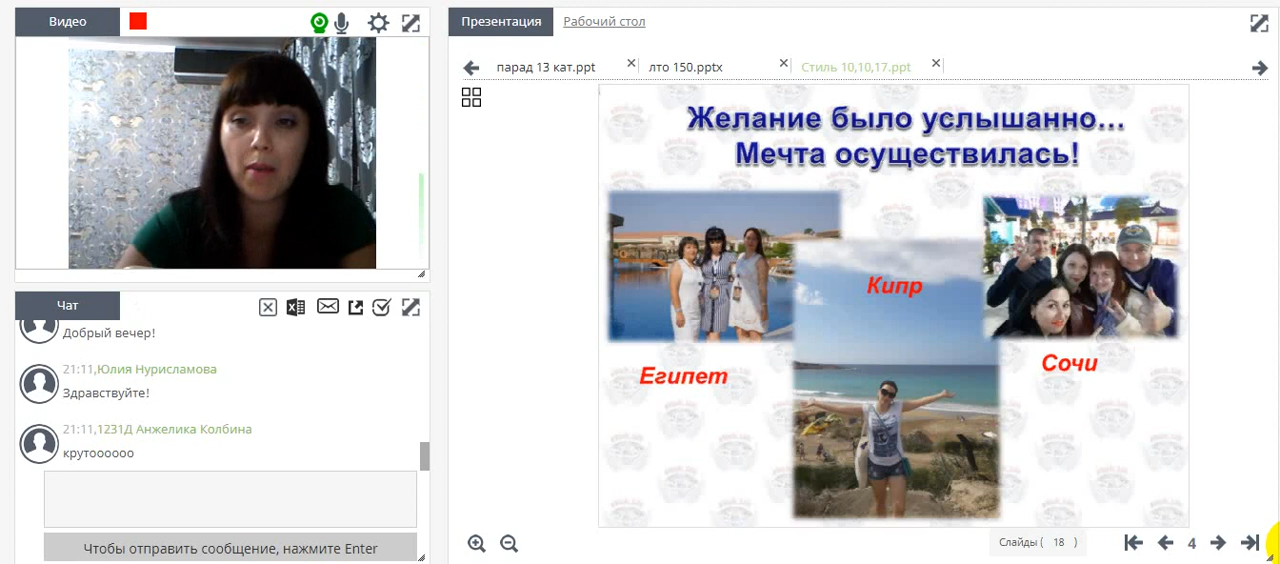 Видео
Чат
Добрый вечер!
21:11,Юлия Нурисламова
Здравствуйте!
21:11,1231Д Анжелика Колбина
крутоооооо
Чтобы отправить сообщение, нажмите Enter
Презентация
Рабочий стол
парад 13 кат.ppt
лто 150.pptx
Стиль 10,10,17.ppt
Желание было услышанно...
Мечта осуществилась!
Египет
Кипр
Сочи
Слайды ( 18 )
4